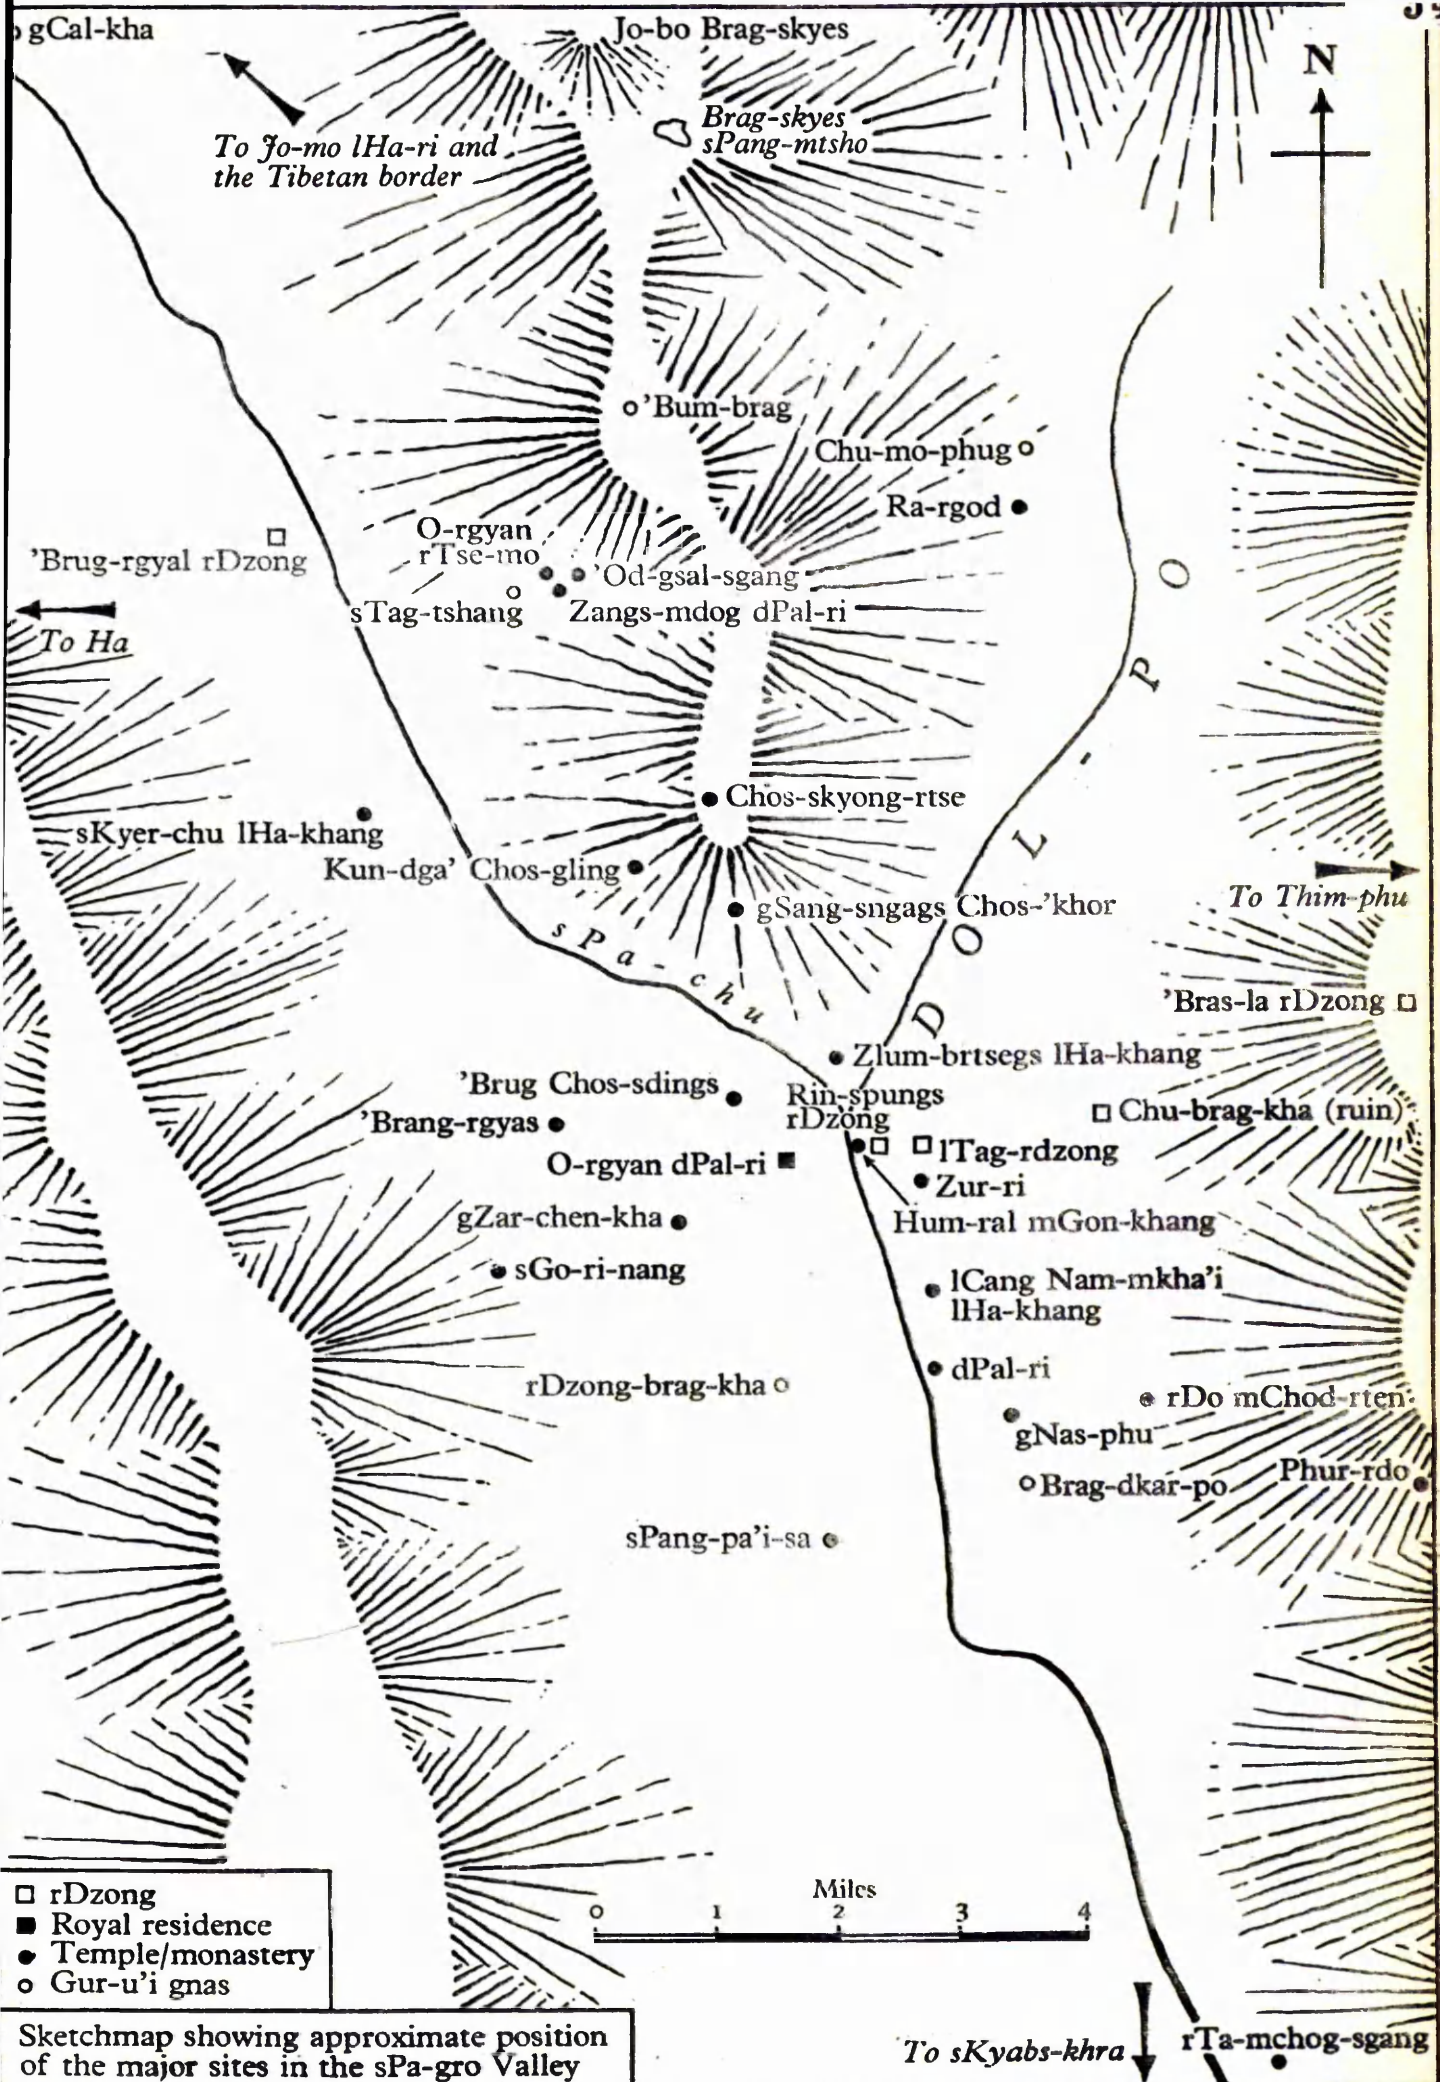 gCal-kha
Jo-bo Brag-skyes
N
Brag-skyes
sPang-mtsho
To Jo-mo lHa-ri and
the Tibetan border
'Bum-brag
Chu-mo-phug
Ra-rgod
O-rgyan
rTse-mo
'Brug-rgyal rDzong
'Od-gsal-sgang
sTag-tshang
Zangs-mdog dPal-ri
To Ha
DOL-PO
Chos-skyong-rtse
sKyer-chu lHa-khang
Kun-dga' Chos-gling
To Thim-phu
gSang-sngags Chos-'khor
sPa-chu
'Bras-la rDzong
Zlum-brtsegs lHa-khang
'Brug Chos-sdings
Rin-spungs
rDzong
Chu-brag-kha (ruin)
'Brang-rgyas
lTag-rdzong
O-rgyan dPal-ri
Zur-ri
gZar-chen-kha
Hum-ral mGon-khang
sGo-ri-nang
lCang Nam-mkha'i
lHa-khang
dPal-ri
rDzong-brag-kha
rDo mChod-rten
gNas-phu
Phur-rdo
Brag-dkar-po
sPang-pa'i-sa
Miles
0 1 2 3 4
rDzong
Royal residence
Temple/monastery
Gur-u'i gnas
Sketchmap showing approximate position
of the major sites in the sPa-gro Valley
To sKyabs-khra
rTa-mchog-sgang